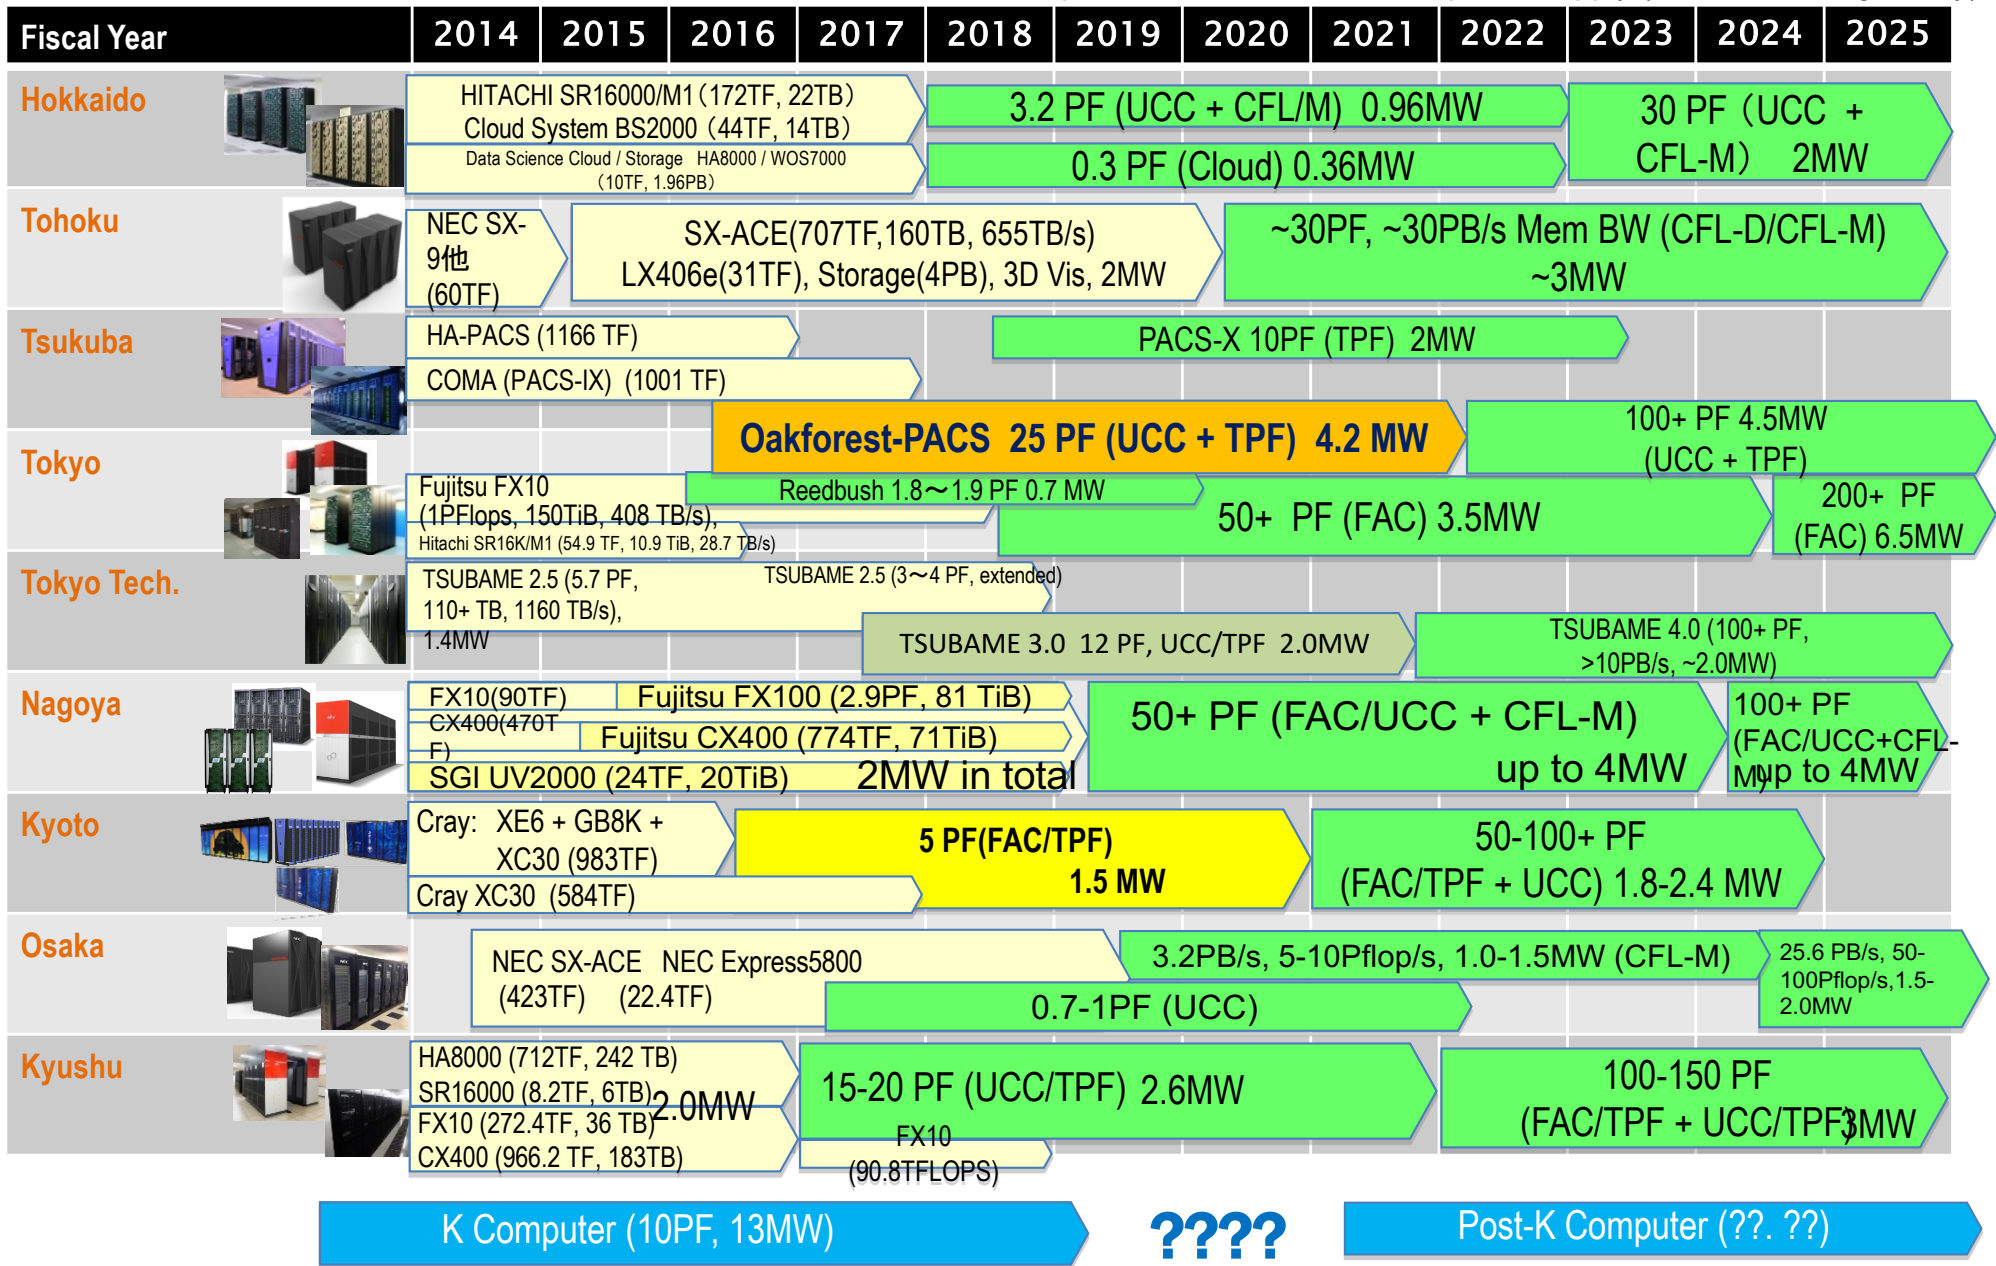 Fiscal Year 2014 2015 2016 2017 2018 2019 2020 2021 2022 2023 2024 2025
Hokkaido
HITACHI SR16000/M1（172TF, 22TB）
Cloud System BS2000（44TF, 14TB）
Data Science Cloud / Storage HA8000 / WOS7000
（10TF, 1.96PB）
3.2 PF (UCC + CFL/M) 0.96MW
0.3 PF (Cloud) 0.36MW
30 PF（UCC +
CFL-M） 2MW
Tohoku
NEC SX-
9他
(60TF)
SX-ACE(707TF,160TB, 655TB/s)
LX406e(31TF), Storage(4PB), 3D Vis, 2MW
~30PF, ~30PB/s Mem BW (CFL-D/CFL-M)
~3MW
Tsukuba
HA-PACS (1166 TF)
COMA (PACS-IX) (1001 TF)
PACS-X 10PF (TPF) 2MW
Oakforest-PACS 25 PF (UCC + TPF) 4.2 MW
100+ PF 4.5MW
(UCC + TPF)
Tokyo
Fujitsu FX10
(1PFlops, 150TiB, 408 TB/s),
Hitachi SR16K/M1 (54.9 TF, 10.9 TiB, 28.7 TB/s)
Reedbush 1.8～1.9 PF 0.7 MW
50+ PF (FAC) 3.5MW
200+ PF
(FAC) 6.5MW
Tokyo Tech.
TSUBAME 2.5 (5.7 PF,
110+ TB, 1160 TB/s),
1.4MW
TSUBAME 2.5 (3～4 PF, extended)
TSUBAME 3.0 12 PF, UCC/TPF 2.0MW
TSUBAME 4.0 (100+ PF,
>10PB/s, ~2.0MW)
Nagoya
FX10(90TF)
Fujitsu FX100 (2.9PF, 81 TiB)
CX400(470T
F)
Fujitsu CX400 (774TF, 71TiB)
SGI UV2000 (24TF, 20TiB)
2MW in total
50+ PF (FAC/UCC + CFL-M)
up to 4MW
100+ PF
(FAC/UCC+CFL-
M)
up to 4MW
Kyoto
Cray: XE6 + GB8K +
XC30 (983TF)
Cray XC30 (584TF)
5 PF(FAC/TPF)
1.5 MW
50-100+ PF
(FAC/TPF + UCC) 1.8-2.4 MW
Osaka
NEC SX-ACE NEC Express5800
(423TF) (22.4TF)
3.2PB/s, 5-10Pflop/s, 1.0-1.5MW (CFL-M)
0.7-1PF (UCC)
25.6 PB/s, 50-
100Pflop/s,1.5-
2.0MW
Kyushu
HA8000 (712TF, 242 TB)
SR16000 (8.2TF, 6TB)
2.0MW
FX10 (272.4TF, 36 TB)
CX400 (966.2 TF, 183TB)
15-20 PF (UCC/TPF) 2.6MW
FX10
(90.8TFLOPS)
100-150 PF
(FAC/TPF + UCC/TPF)
3MW
K Computer (10PF, 13MW)
????
Post-K Computer (??. ??)